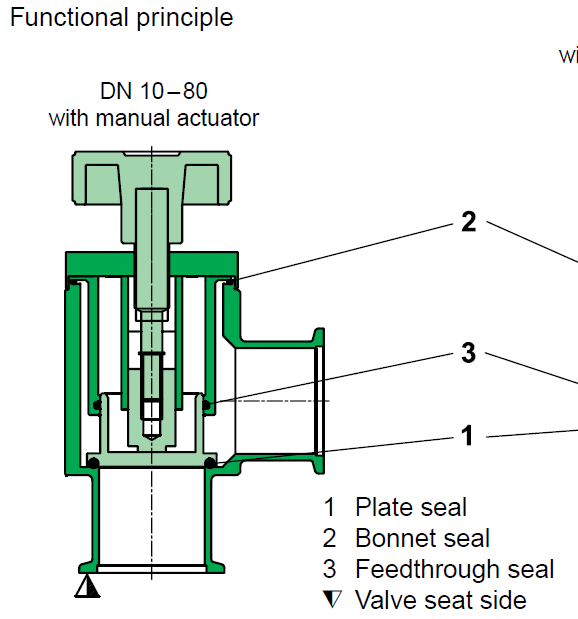 Functional principle
wi
DN 10–80
with manual actuator
2
3
1
1 Plate seal
2 Bonnet seal
3 Feedthrough seal
Valve seat side